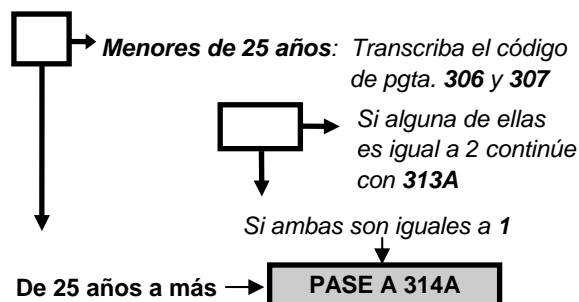 Menores de 25 años: Transcriba el código
de pgta. 306 y 307
Si alguna de ellas
es igual a 2 continúe
con 313A
Si ambas son iguales a 1
De 25 años a más PASE A 314A